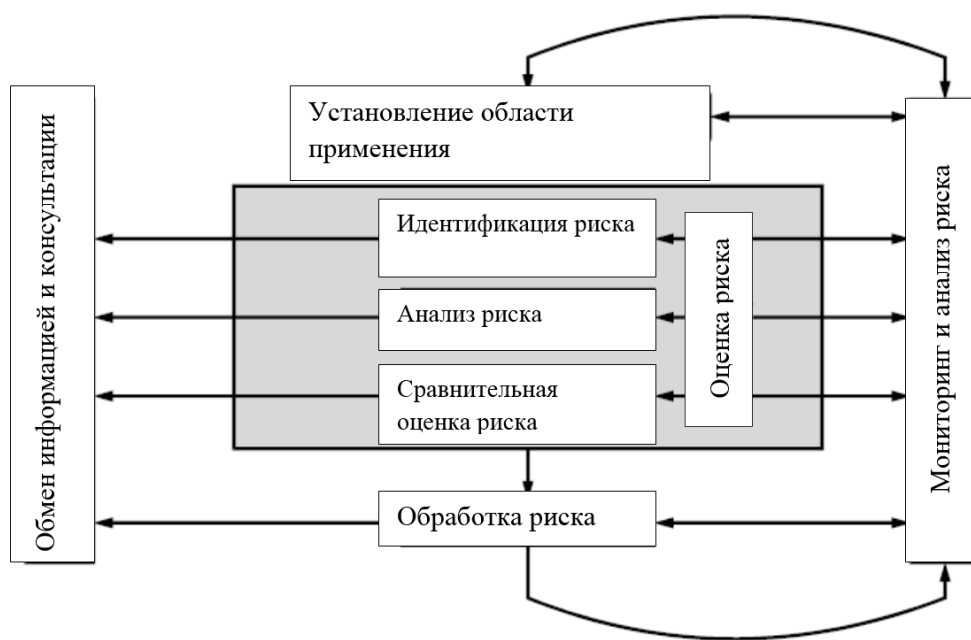 Обмен информацией и консультации
Установление области
применения
Идентификация риска
Анализ риска
Сравнительная
оценка риска
Оценка риска
Обработка риска
Мониторинг и анализ риска